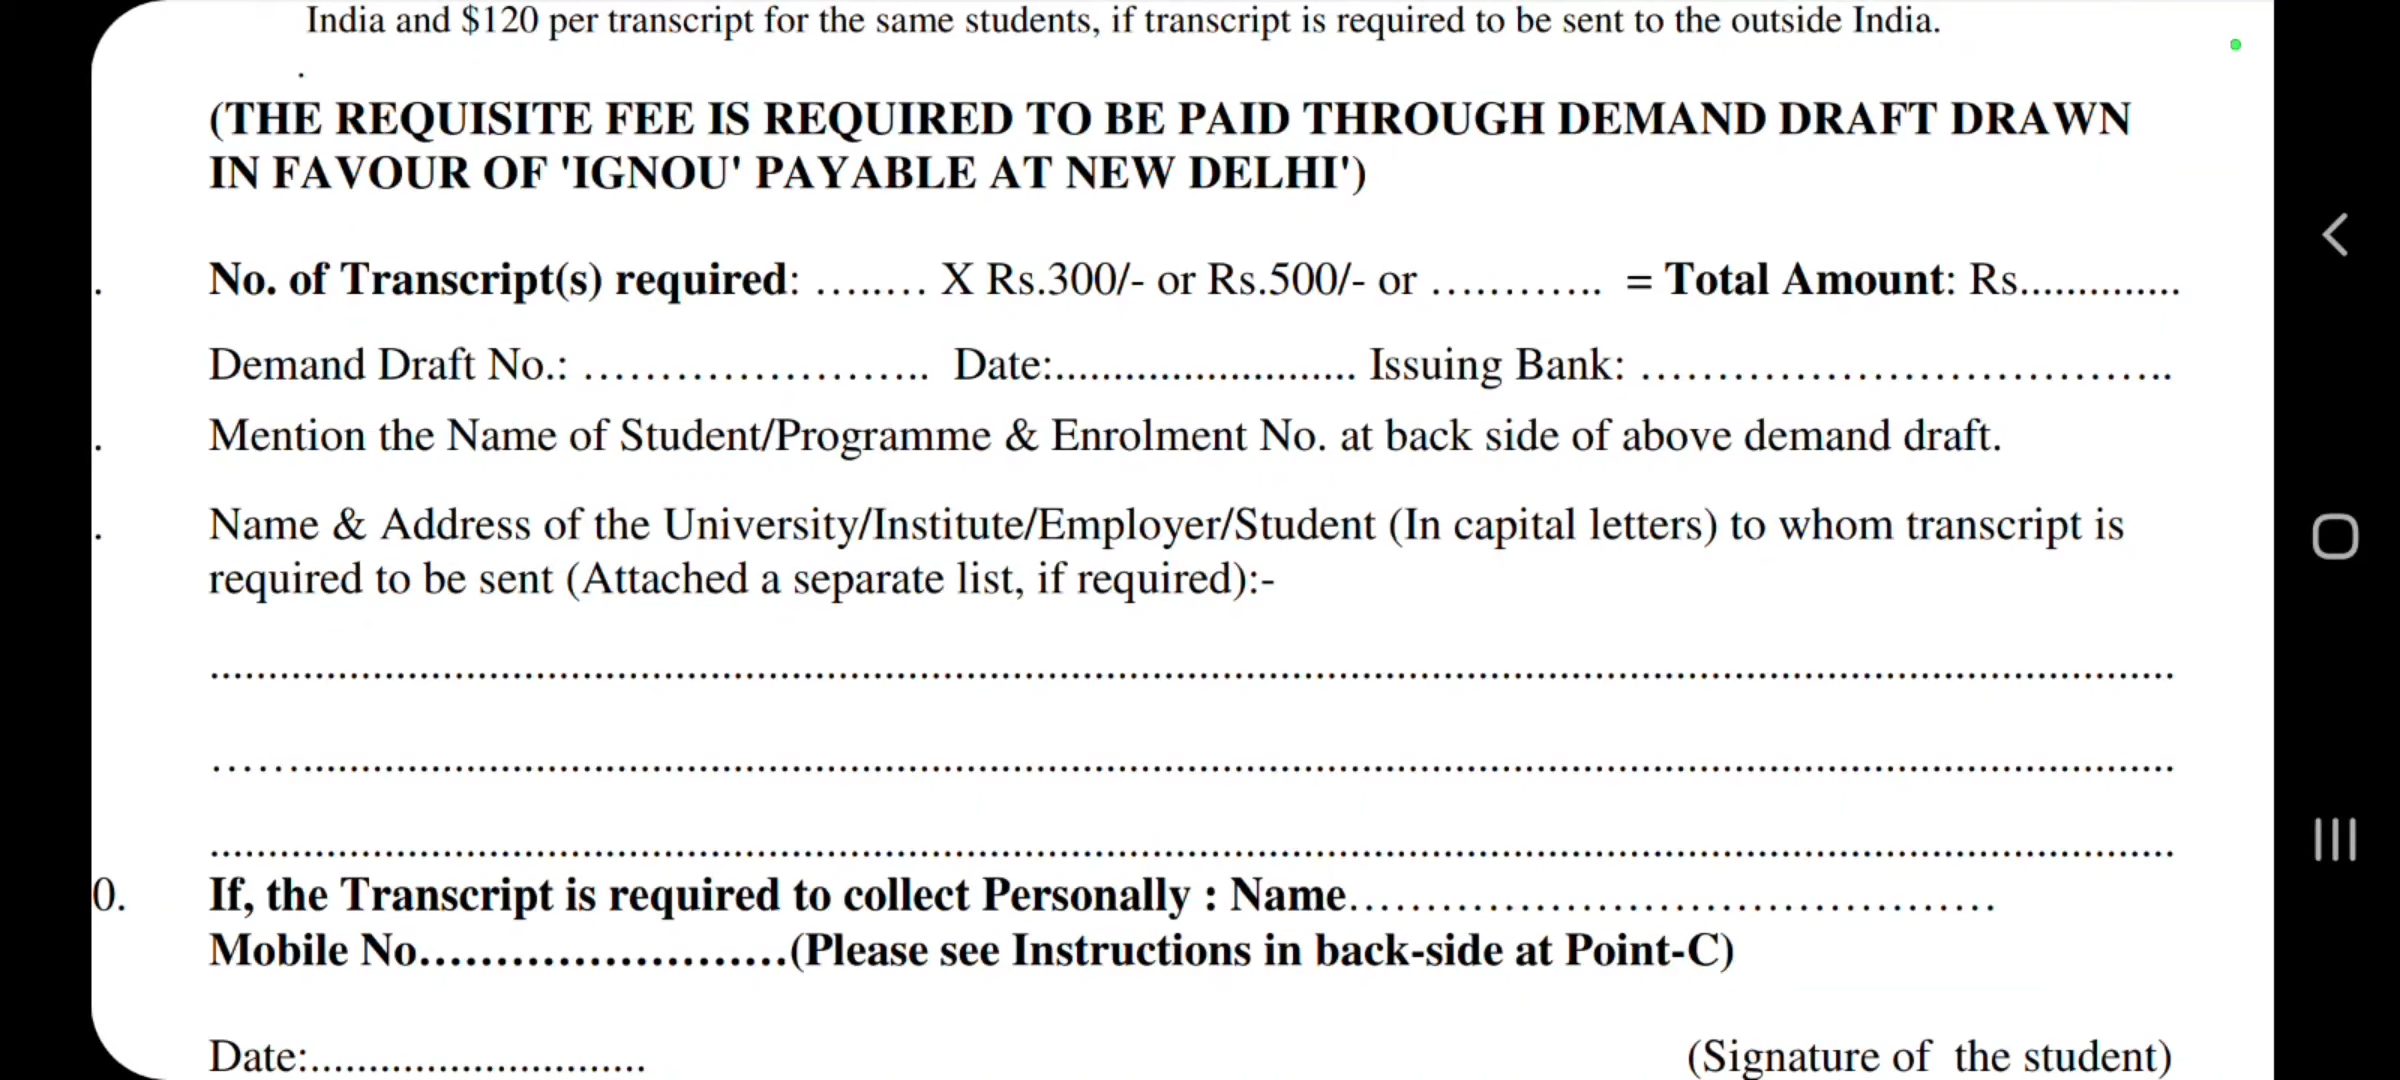 India and $120 per transcript for the same students, if transcript is required to be sent to the outside India.
.
(THE REQUISITE FEE IS REQUIRED TO BE PAID THROUGH DEMAND DRAFT DRAWN
IN FAVOUR OF 'IGNOU' PAYABLE AT NEW DELHI')
. No. of Transcript(s) required: ........ X Rs.300/- or Rs.500/- or ............. = Total Amount: Rs..............
Demand Draft No.: ........................ Date:.......................... Issuing Bank: ....................................
. Mention the Name of Student/Programme & Enrolment No. at back side of above demand draft.
. Name & Address of the University/Institute/Employer/Student (In capital letters) to whom transcript is
required to be sent (Attached a separate list, if required):-
....................................................................................................
....................................................................................................
....................................................................................................
0. If, the Transcript is required to collect Personally : Name..........................................
Mobile No........................(Please see Instructions in back-side at Point-C)
Date:............................. (Signature of the student)